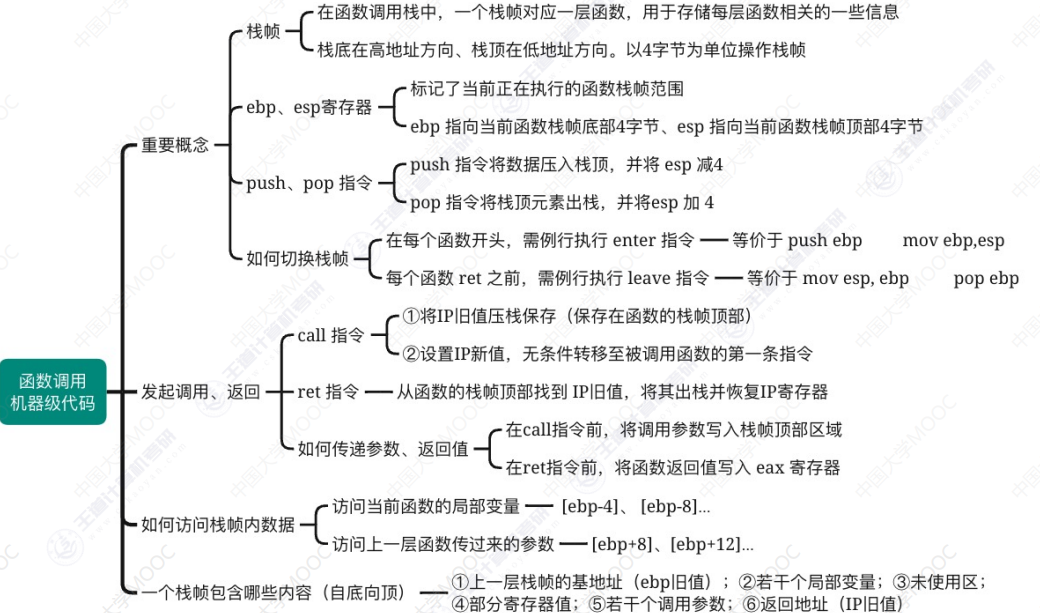 在函数调用栈中，一个栈帧对应一层函数，用于存储每层函数相关的一些信息
栈帧
栈底在高地址方向、栈顶在低地址方向。以4字节为单位操作栈帧
标记了当前正在执行的函数栈帧范围
ebp、esp寄存器
ebp 指向当前函数栈帧底部4字节、esp 指向当前函数栈帧顶部4字节
重要概念
push 指令将数据压入栈顶，并将 esp 减4
push、pop 指令
pop 指令将栈顶元素出栈，并将esp 加 4
在每个函数开头，需例行执行 enter 指令 等价于 push ebp mov ebp,esp
如何切换栈帧
每个函数 ret 之前，需例行执行 leave 指令 等价于 mov esp, ebp pop ebp
①将IP旧值压栈保存（保存在函数的栈帧顶部）
call 指令
②设置IP新值，无条件转移至被调用函数的第一条指令
函数调用
机器级代码
发起调用、返回
ret 指令 从函数的栈帧顶部找到 IP旧值，将其出栈并恢复IP寄存器
在call指令前，将调用参数写入栈帧顶部区域
如何传递参数、返回值
在ret指令前，将函数返回值写入 eax 寄存器
访问当前函数的局部变量 [ebp-4]、 [ebp-8]...
如何访问栈帧内数据
访问上一层函数传过来的参数 [ebp+8]、[ebp+12]...
一个栈帧包含哪些内容（自底向顶） ①上一层栈帧的基地址（ebp旧值）；②若干个局部变量；③未使用区；
④部分寄存器值；⑤若干个调用参数；⑥返回地址（IP旧值）